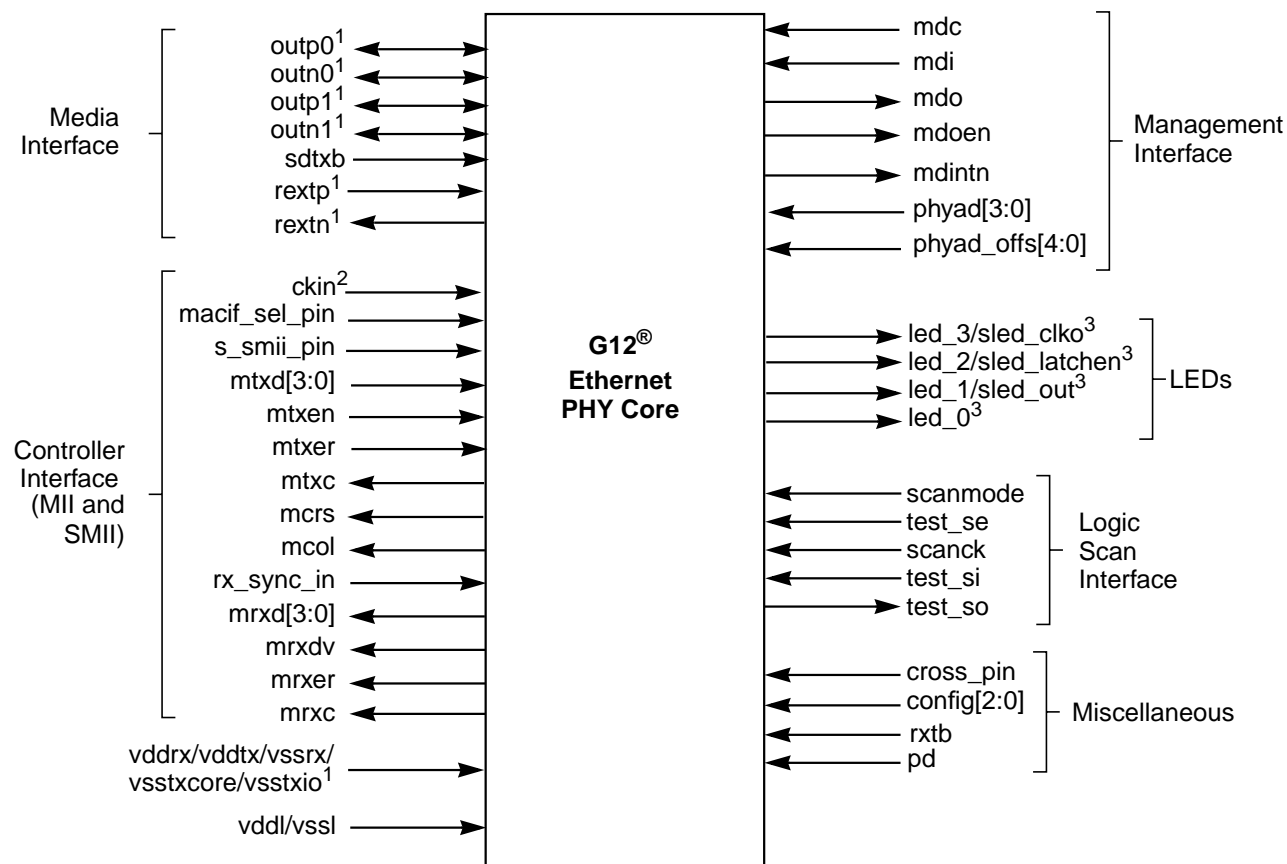 Media
Interface
outp0¹
outn0¹
outp1¹
outn1¹
sdtxb
rextp¹
rextn¹
Controller
Interface
(MII and
SMII)
ckin²
macif_sel_pin
s_smii_pin
mtxd[3:0]
mtxen
mtxer
mtxc
mcrs
mcol
rx_sync_in
mrxd[3:0]
mrxdv
mrxer
mrxc
vddrx/vddtx/vssrx/
vsstxcore/vsstxio¹
vddl/vssl
G12®
Ethernet
PHY Core
mdc
mdi
mdo
mdoen
mdintn
phyad[3:0]
phyad_offs[4:0]
Management
Interface
led_3/sled_clko³
led_2/sled_latchen³
led_1/sled_out³
led_0³
LEDs
scanmode
test_se
scanck
test_si
test_so
Logic
Scan
Interface
cross_pin
config[2:0]
rxtb
pd
Miscellaneous